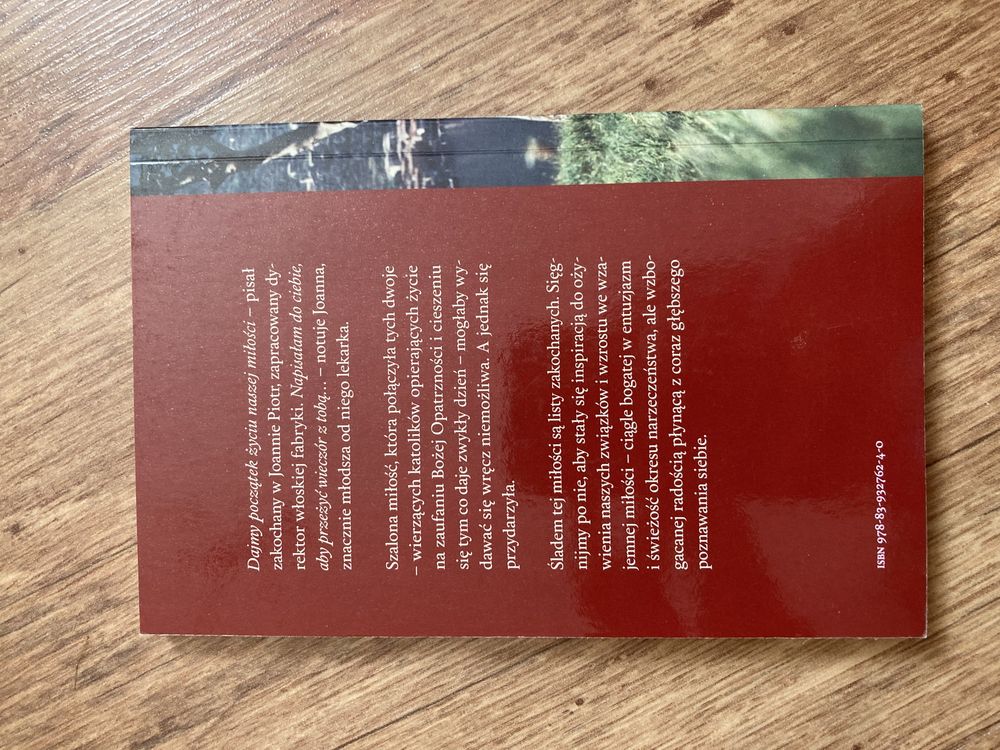 Dajmy początek życiu naszej miłości – pisał
zakochany w Joannie Piotr, zapracowany dy-
rektor włoskiej fabryki. Napisałam do ciebie,
aby przeżyć wieczór z tobą... – notuje Joanna,
znacznie młodsza od niego lekarka.
Szalona miłość, która połączyła tych dwoje
– wierzących katolików opierających życie
na zaufaniu Bożej Opatrzności i cieszeniu
się tym co daje zwykły dzień – mogłaby wy-
dawać się wręcz niemożliwa. A jednak się
przydarzyła.
Śladem tej miłości są listy zakochanych. Sięg-
nijmy po nie, aby stały się inspiracją do oży-
wienia naszych związków i wzrostu we wza-
jemnej miłości – ciągle bogatej w entuzjazm
i świeżość okresu narzeczeństwa, ale wzbo-
gacanej radością płynącą z coraz głębszego
poznawania siebie.
ISBN 978-83-932762-4-0